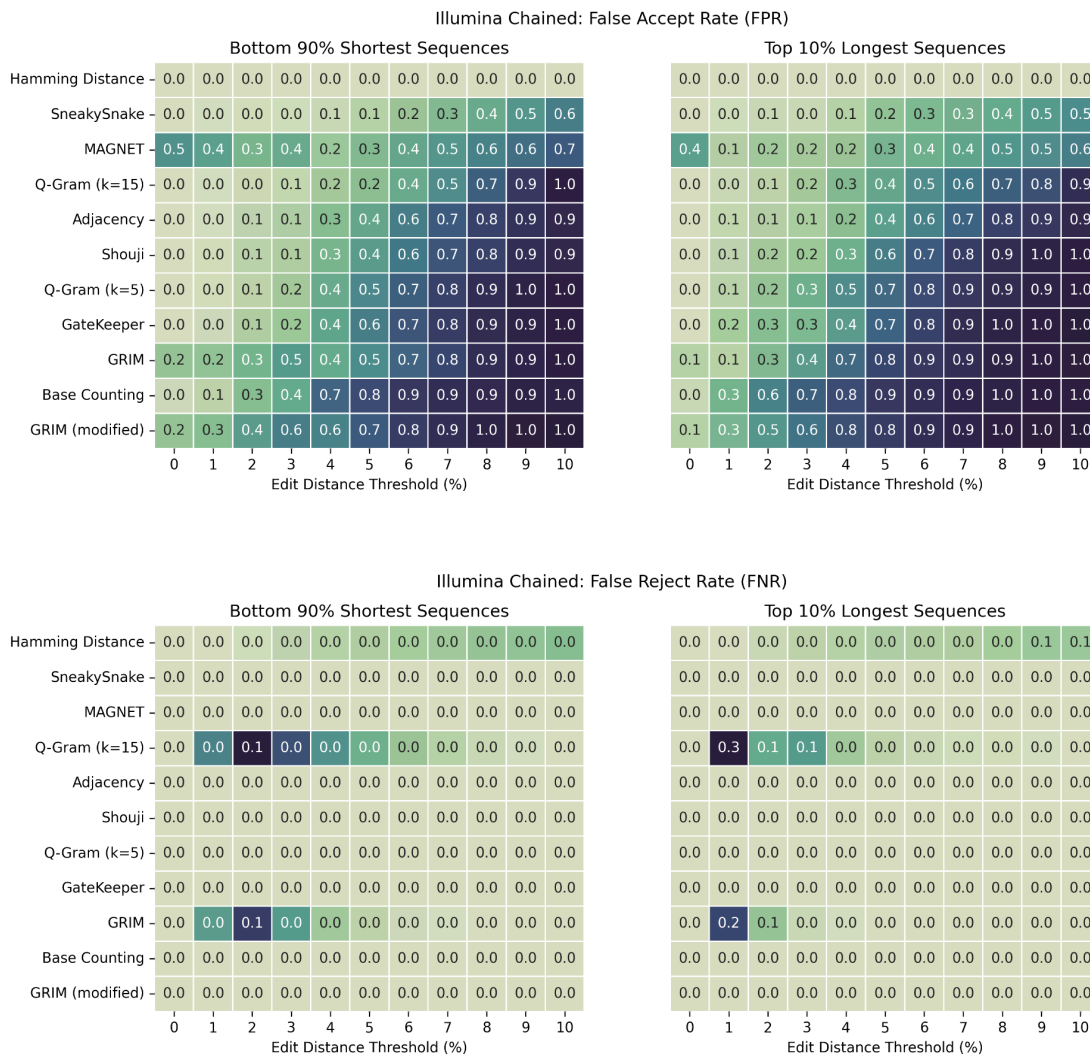 Illumina Chained: False Accept Rate (FPR)
Bottom 90% Shortest Sequences Top 10% Longest Sequences
Hamming Distance 0.0 0.0 0.0 0.0 0.0 0.0 0.0 0.0 0.0 0.0 0.0 0.0 0.0 0.0 0.0 0.0 0.0 0.0 0.0 0.0 0.0 0.0
SneakySnake 0.0 0.0 0.0 0.0 0.1 0.1 0.2 0.3 0.4 0.5 0.6 0.0 0.0 0.1 0.0 0.1 0.2 0.3 0.3 0.4 0.5 0.5
MAGNET 0.5 0.4 0.3 0.4 0.2 0.3 0.4 0.5 0.6 0.6 0.7 0.4 0.1 0.2 0.2 0.2 0.3 0.4 0.4 0.5 0.5 0.6
Q-Gram (k=15) 0.0 0.0 0.0 0.1 0.2 0.2 0.4 0.5 0.7 0.9 1.0 0.0 0.0 0.1 0.2 0.3 0.4 0.5 0.6 0.7 0.8 0.9
Adjacency 0.0 0.0 0.1 0.1 0.3 0.4 0.6 0.7 0.8 0.9 0.9 0.0 0.1 0.1 0.1 0.2 0.4 0.6 0.7 0.8 0.9 0.9
Shouji 0.0 0.0 0.1 0.1 0.3 0.4 0.6 0.7 0.8 0.9 0.9 0.0 0.1 0.2 0.2 0.3 0.6 0.7 0.8 0.9 1.0 1.0
Q-Gram (k=5) 0.0 0.0 0.1 0.2 0.4 0.5 0.7 0.8 0.9 1.0 1.0 0.0 0.1 0.2 0.3 0.5 0.7 0.8 0.9 0.9 0.9 1.0
GateKeeper 0.0 0.0 0.1 0.2 0.4 0.6 0.7 0.8 0.9 0.9 1.0 0.0 0.2 0.3 0.3 0.4 0.7 0.8 0.9 1.0 1.0 1.0
GRIM 0.2 0.2 0.3 0.5 0.4 0.5 0.7 0.8 0.9 0.9 1.0 0.1 0.1 0.3 0.4 0.7 0.8 0.9 0.9 0.9 1.0 1.0
Base Counting 0.0 0.1 0.3 0.4 0.7 0.8 0.9 0.9 0.9 0.9 1.0 0.0 0.3 0.6 0.7 0.8 0.9 0.9 0.9 1.0 1.0 1.0
GRIM (modified) 0.2 0.3 0.4 0.6 0.6 0.7 0.8 0.9 1.0 1.0 1.0 0.1 0.3 0.5 0.6 0.8 0.8 0.9 0.9 1.0 1.0 1.0
0 1 2 3 4 5 6 7 8 9 10 0 1 2 3 4 5 6 7 8 9 10
Edit Distance Threshold (%) Edit Distance Threshold (%)
Illumina Chained: False Reject Rate (FNR)
Bottom 90% Shortest Sequences Top 10% Longest Sequences
Hamming Distance 0.0 0.0 0.0 0.0 0.0 0.0 0.0 0.0 0.0 0.0 0.0 0.0 0.0 0.0 0.0 0.0 0.0 0.0 0.0 0.0 0.1 0.1
SneakySnake 0.0 0.0 0.0 0.0 0.0 0.0 0.0 0.0 0.0 0.0 0.0 0.0 0.0 0.0 0.0 0.0 0.0 0.0 0.0 0.0 0.0 0.0
MAGNET 0.0 0.0 0.0 0.0 0.0 0.0 0.0 0.0 0.0 0.0 0.0 0.0 0.0 0.0 0.0 0.0 0.0 0.0 0.0 0.0 0.0 0.0
Q-Gram (k=15) 0.0 0.0 0.1 0.0 0.0 0.0 0.0 0.0 0.0 0.0 0.0 0.0 0.3 0.1 0.1 0.0 0.0 0.0 0.0 0.0 0.0 0.0
Adjacency 0.0 0.0 0.0 0.0 0.0 0.0 0.0 0.0 0.0 0.0 0.0 0.0 0.0 0.0 0.0 0.0 0.0 0.0 0.0 0.0 0.0 0.0
Shouji 0.0 0.0 0.0 0.0 0.0 0.0 0.0 0.0 0.0 0.0 0.0 0.0 0.0 0.0 0.0 0.0 0.0 0.0 0.0 0.0 0.0 0.0
Q-Gram (k=5) 0.0 0.0 0.0 0.0 0.0 0.0 0.0 0.0 0.0 0.0 0.0 0.0 0.0 0.0 0.0 0.0 0.0 0.0 0.0 0.0 0.0 0.0
GateKeeper 0.0 0.0 0.0 0.0 0.0 0.0 0.0 0.0 0.0 0.0 0.0 0.0 0.0 0.0 0.0 0.0 0.0 0.0 0.0 0.0 0.0 0.0
GRIM 0.0 0.0 0.1 0.0 0.0 0.0 0.0 0.0 0.0 0.0 0.0 0.0 0.2 0.1 0.0 0.0 0.0 0.0 0.0 0.0 0.0 0.0
Base Counting 0.0 0.0 0.0 0.0 0.0 0.0 0.0 0.0 0.0 0.0 0.0 0.0 0.0 0.0 0.0 0.0 0.0 0.0 0.0 0.0 0.0 0.0
GRIM (modified) 0.0 0.0 0.0 0.0 0.0 0.0 0.0 0.0 0.0 0.0 0.0 0.0 0.0 0.0 0.0 0.0 0.0 0.0 0.0 0.0 0.0 0.0
0 1 2 3 4 5 6 7 8 9 10 0 1 2 3 4 5 6 7 8 9 10
Edit Distance Threshold (%) Edit Distance Threshold (%)